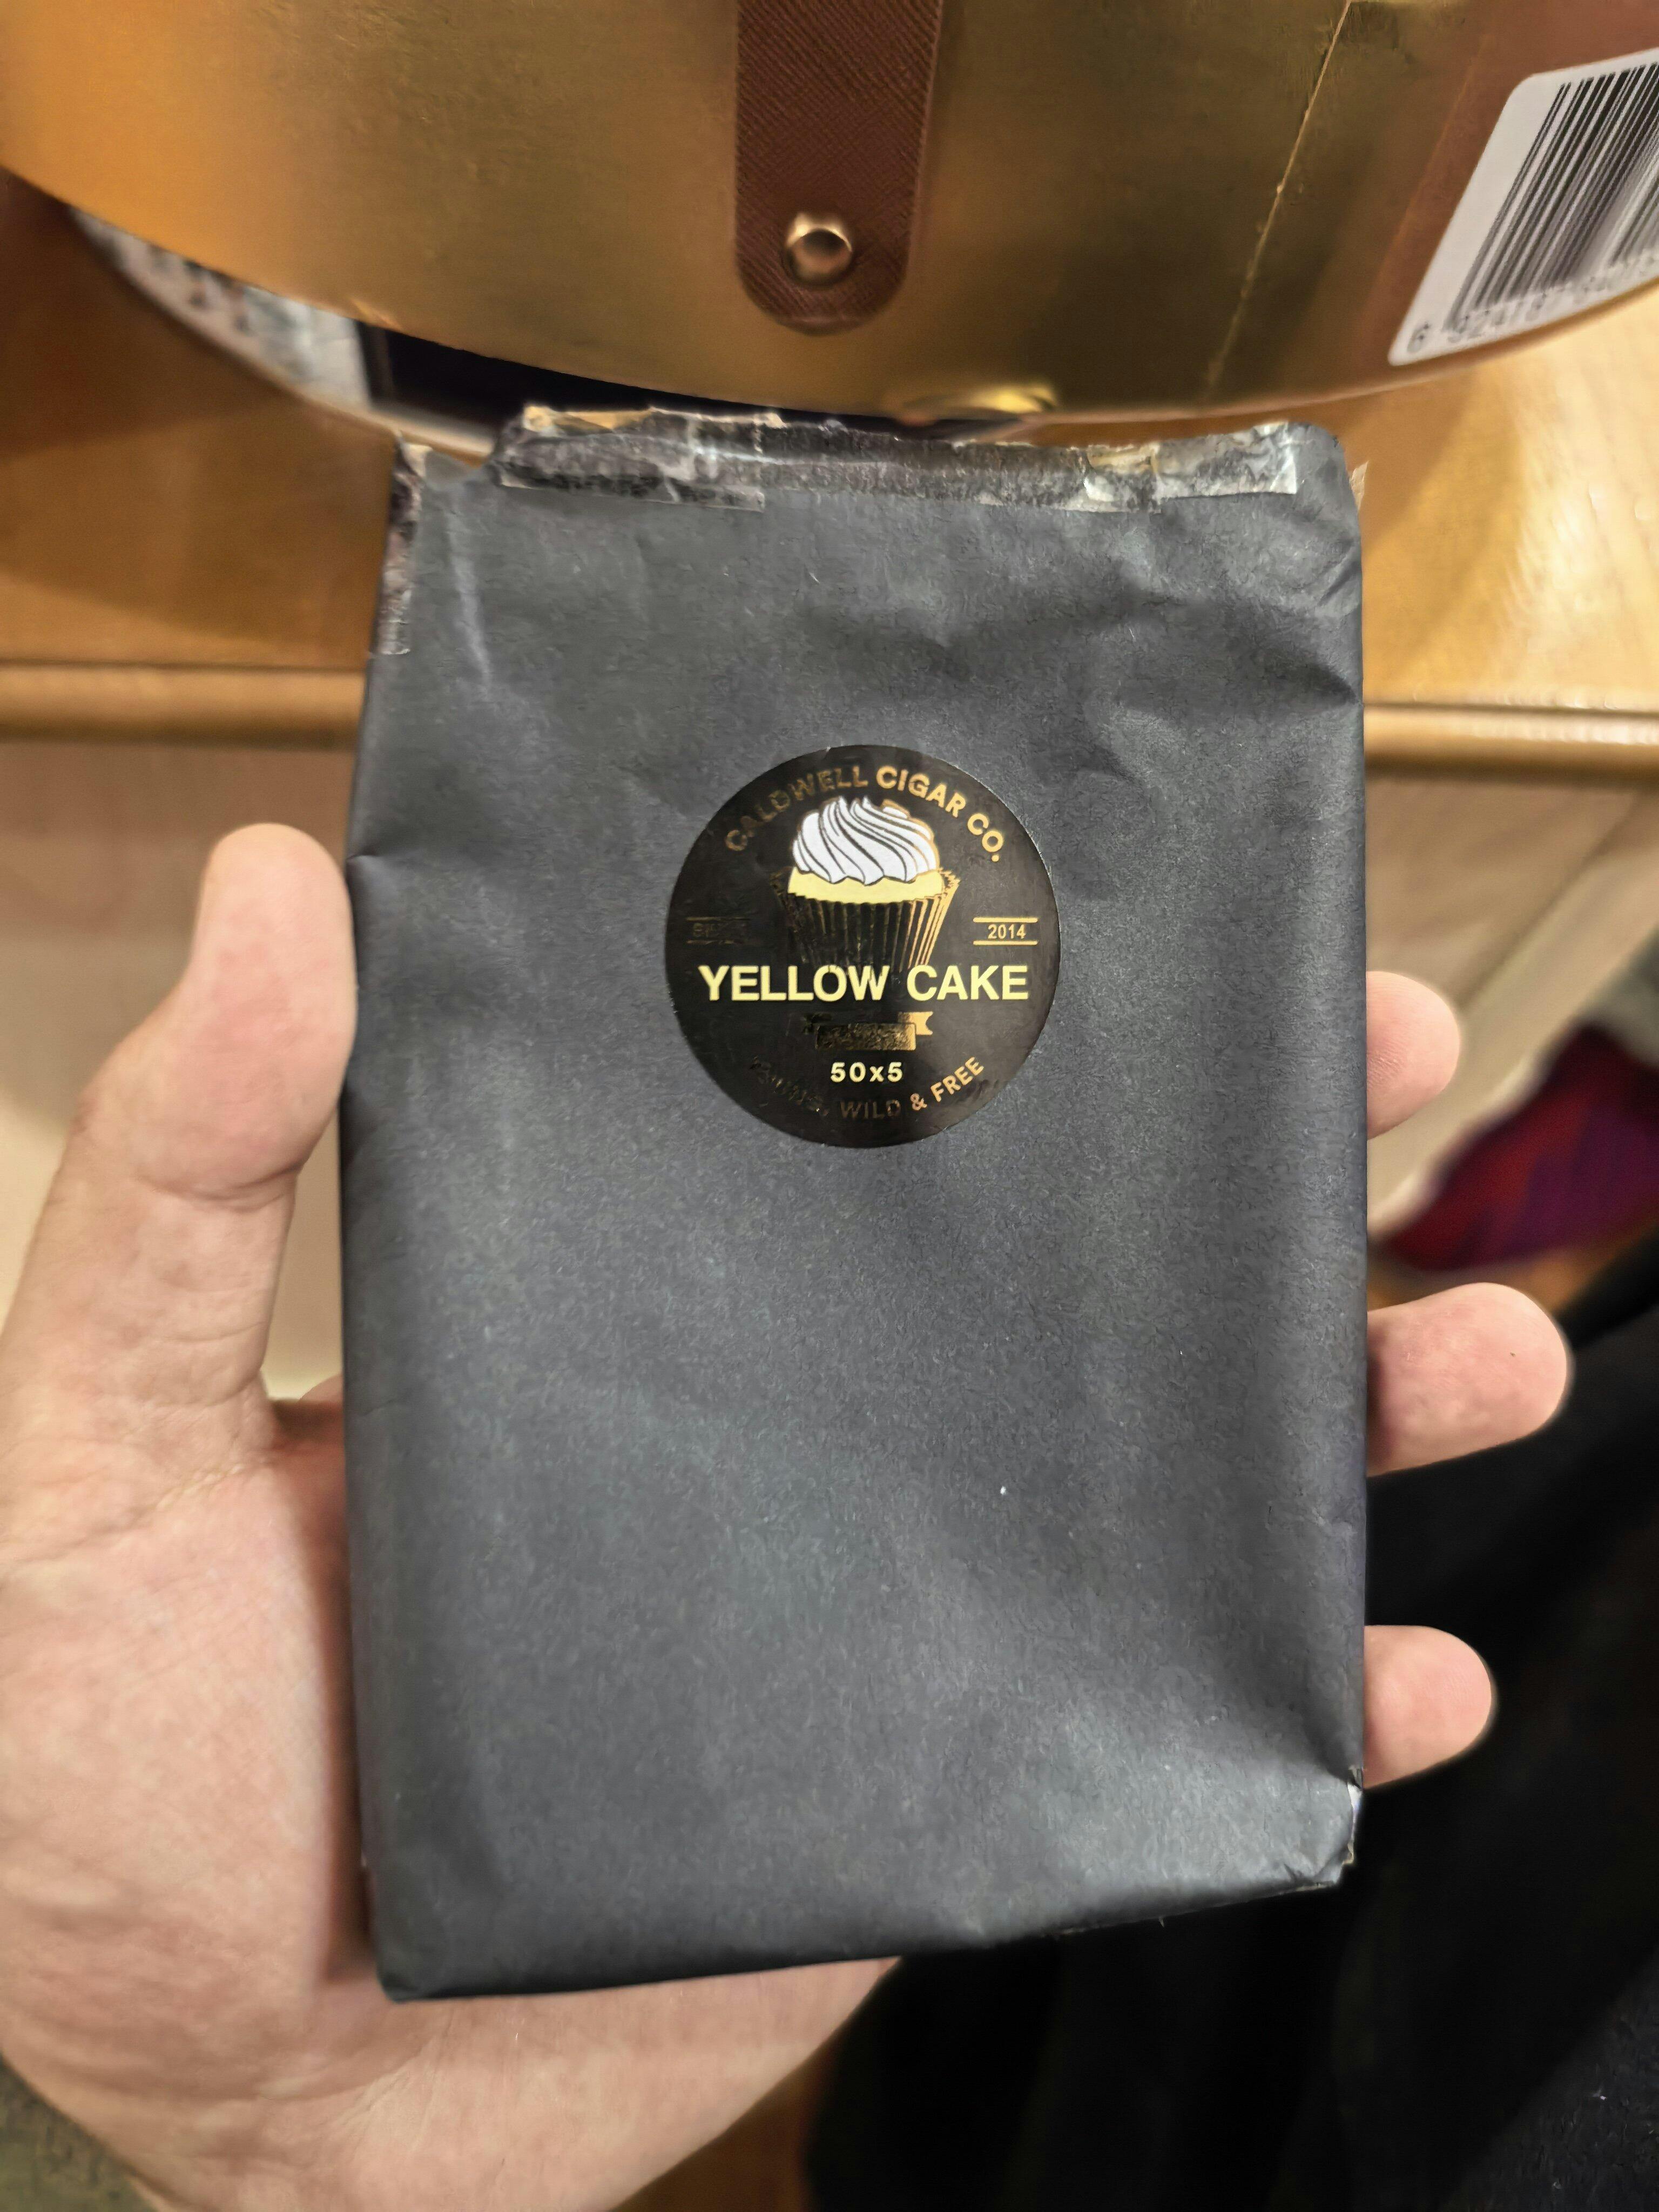 CALDWELL CIGAR CO.
2014
YELLOW CAKE
50x5
WILD & FREE